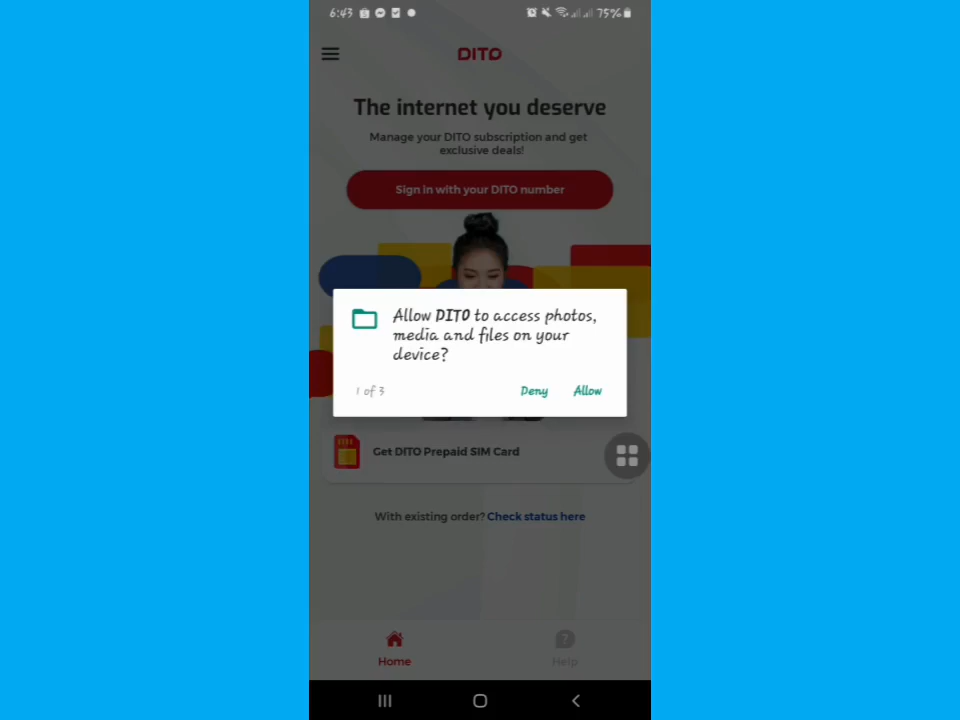 6:43
75%
DITO
The internet you deserve
Manage your DITO subscription and get
exclusive deals!
Sign in with your DITO number
Allow DITO to access photos,
media and files on your
device?
1 of 3
Deny
Allow
Get DITO Prepaid SIM Card
With existing order? Check status here
?
Home
Help